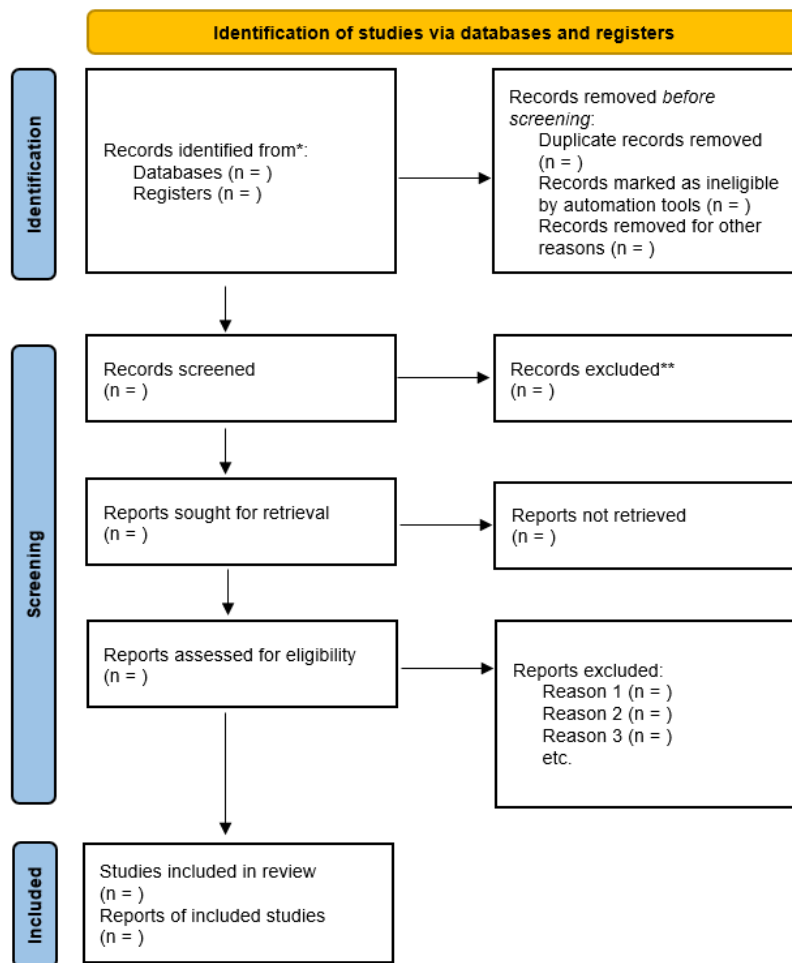 Identification of studies via databases and registers
Identification
Records identified from*:
Databases (n = )
Registers (n = )
Records removed before
screening:
Duplicate records removed
(n = )
Records marked as ineligible
by automation tools (n = )
Records removed for other
reasons (n = )
Screening
Records screened
(n = )
Records excluded**
(n = )
Reports sought for retrieval
(n = )
Reports not retrieved
(n = )
Reports assessed for eligibility
(n = )
Reports excluded:
Reason 1 (n = )
Reason 2 (n = )
Reason 3 (n = )
etc.
Included
Studies included in review
(n = )
Reports of included studies
(n = )